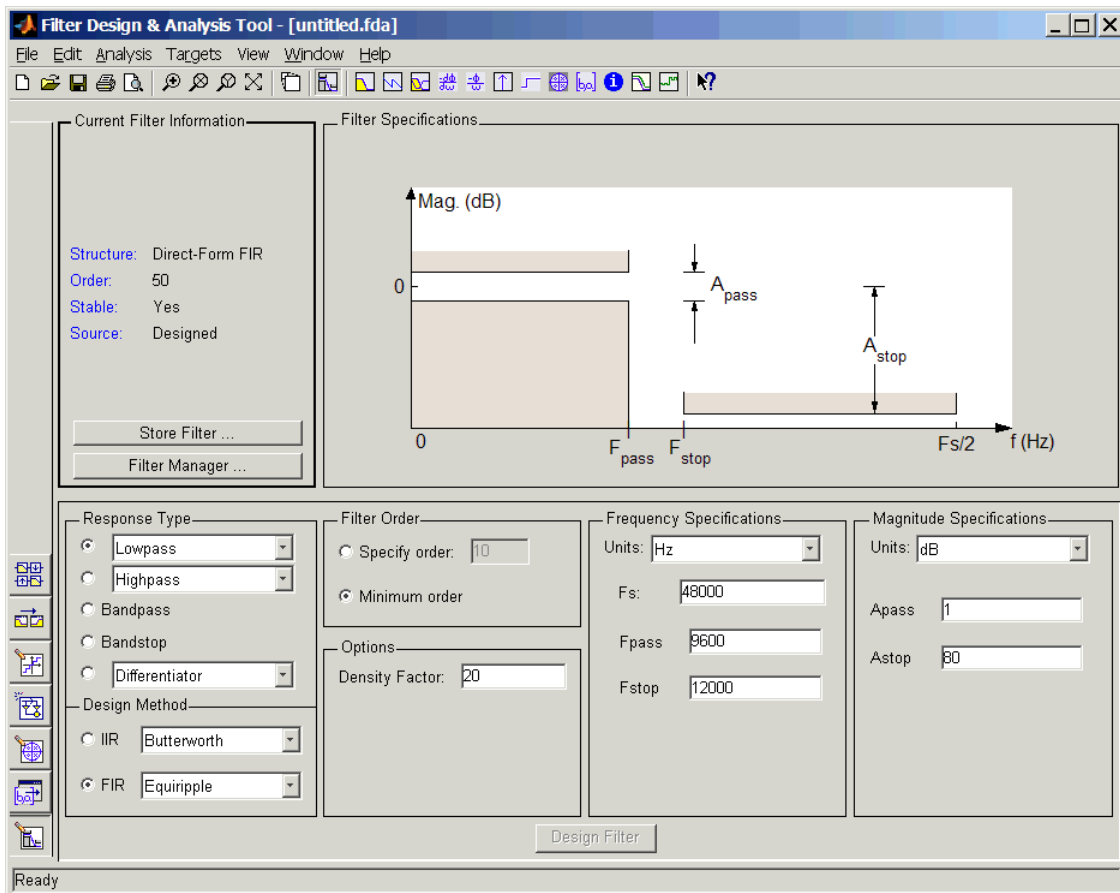 Filter Design & Analysis Tool - [untitled.fda]
File Edit Analysis Targets View Window Help
Current Filter Information
Structure: Direct-Form FIR
Order: 50
Stable: Yes
Source: Designed
Store Filter ...
Filter Manager ...
Filter Specifications
Mag. (dB)
0
A pass
A stop
0
F pass
F stop
Fs/2
f (Hz)
Response Type
Lowpass
Highpass
Bandpass
Bandstop
Differentiator
Design Method
IIR Butterworth
FIR Equiripple
Filter Order
Specify order: 10
Minimum order
Options
Density Factor: 20
Frequency Specifications
Units: Hz
Fs: 48000
Fpass 9600
Fstop 12000
Magnitude Specifications
Units: dB
Apass 1
Astop 80
Design Filter
Ready